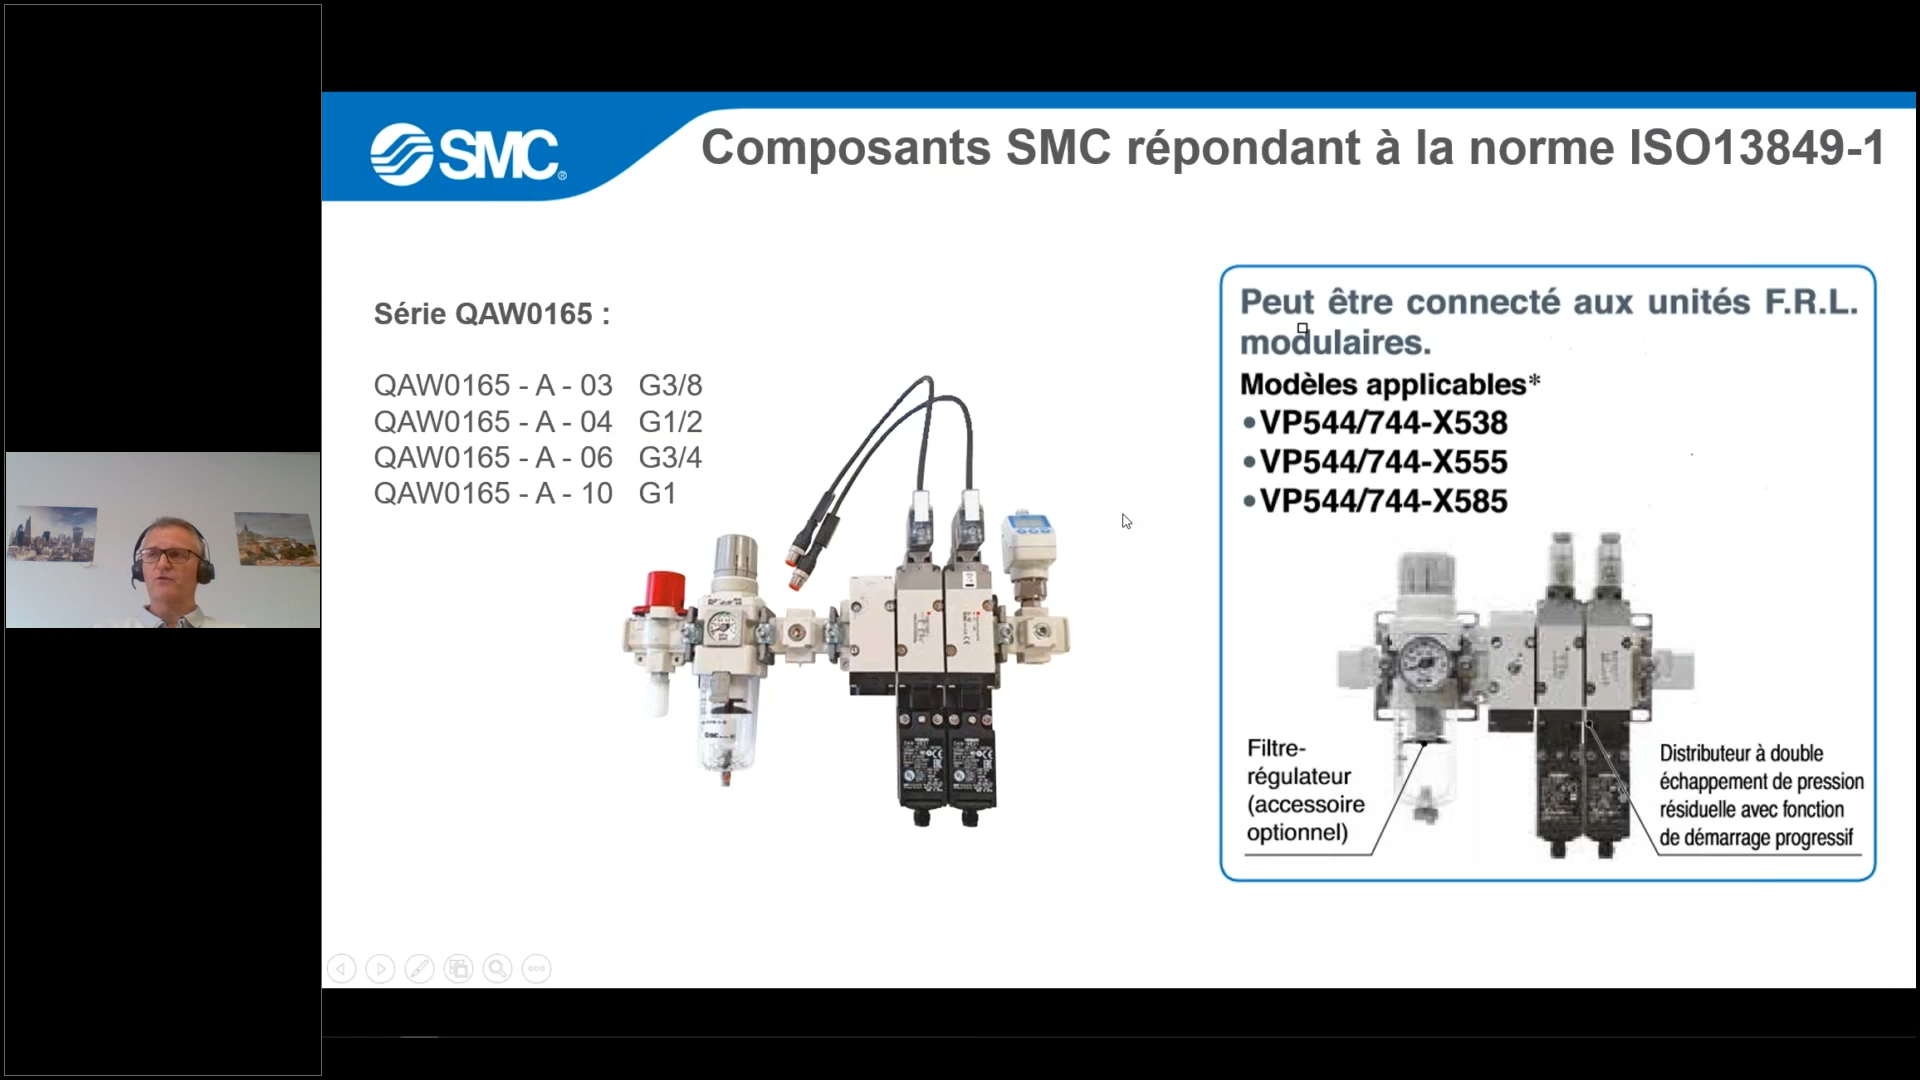 SMC®
Composants SMC répondant à la norme ISO13849-1
Série QAW0165 :
QAW0165 - A - 03 G3/8
QAW0165 - A - 04 G1/2
QAW0165 - A - 06 G3/4
QAW0165 - A - 10 G1
Peut être connecté aux unités F.R.L.
modulaires.
Modèles applicables*
•VP544/744-X538
•VP544/744-X555
•VP544/744-X585
Filtre-
régulateur
(accessoire
optionnel)
Distributeur à double
échappement de pression
résiduelle avec fonction
de démarrage progressif